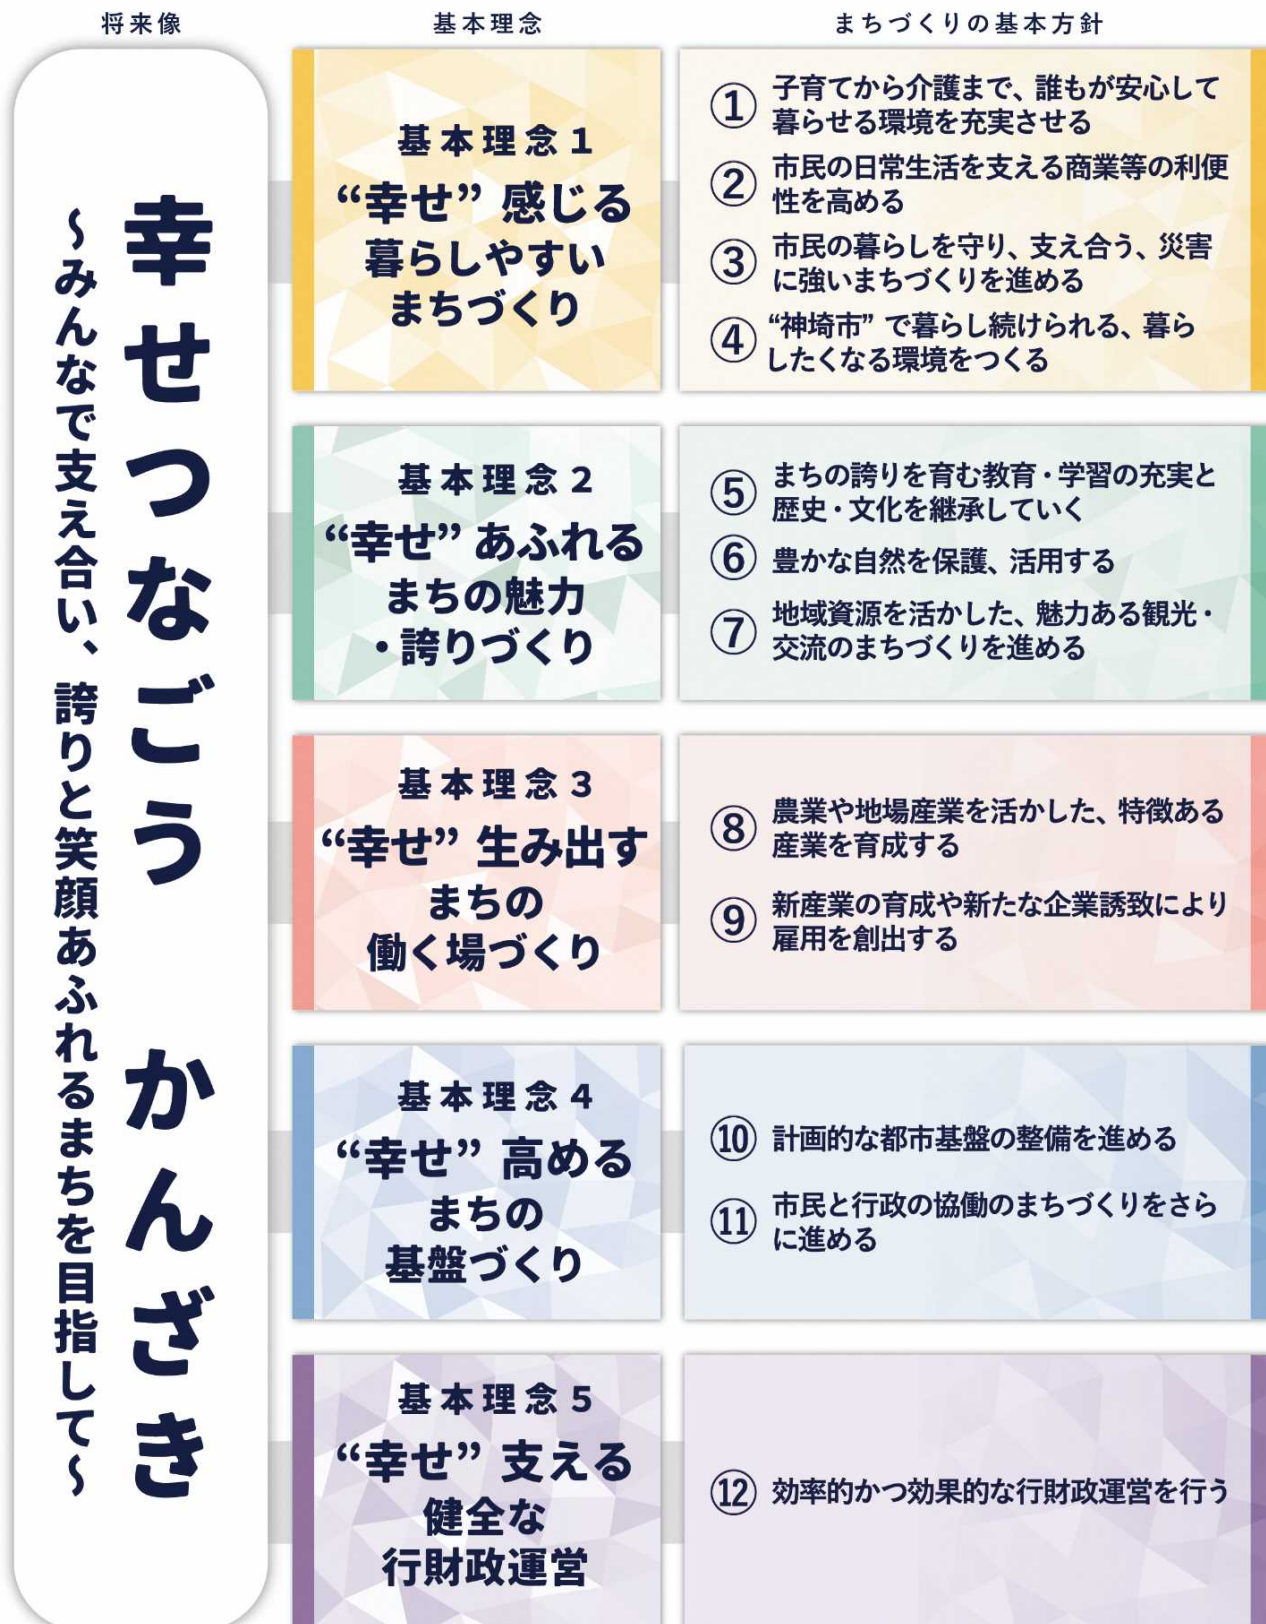 将来像
基本理念
まちづくりの基本方針
幸せつなごう かんざき
～みんなで支え合い、誇りと笑顔あふれるまちを目指して～
基本理念1
“幸せ” 感じる
暮らしやすい
まちづくり
① 子育てから介護まで、誰もが安心して
暮らせる環境を充実させる
② 市民の日常生活を支える商業等の利便
性を高める
③ 市民の暮らしを守り、支え合う、災害
に強いまちづくりを進める
④ “神埼市” で暮らし続けられる、暮ら
したくなる環境をつくる
基本理念2
“幸せ” あふれる
まちの魅力
・誇りづくり
⑤ まちの誇りを育む教育・学習の充実と
歴史・文化を継承していく
⑥ 豊かな自然を保護、活用する
⑦ 地域資源を活かした、魅力ある観光・
交流のまちづくりを進める
基本理念3
“幸せ” 生み出す
まちの
働く場づくり
⑧ 農業や地場産業を活かした、特徴ある
産業を育成する
⑨ 新産業の育成や新たな企業誘致により
雇用を創出する
基本理念4
“幸せ” 高める
まちの
基盤づくり
⑩ 計画的な都市基盤の整備を進める
⑪ 市民と行政の協働のまちづくりをさら
に進める
基本理念5
“幸せ” 支える
健全な
行財政運営
⑫ 効率的かつ効果的な行財政運営を行う